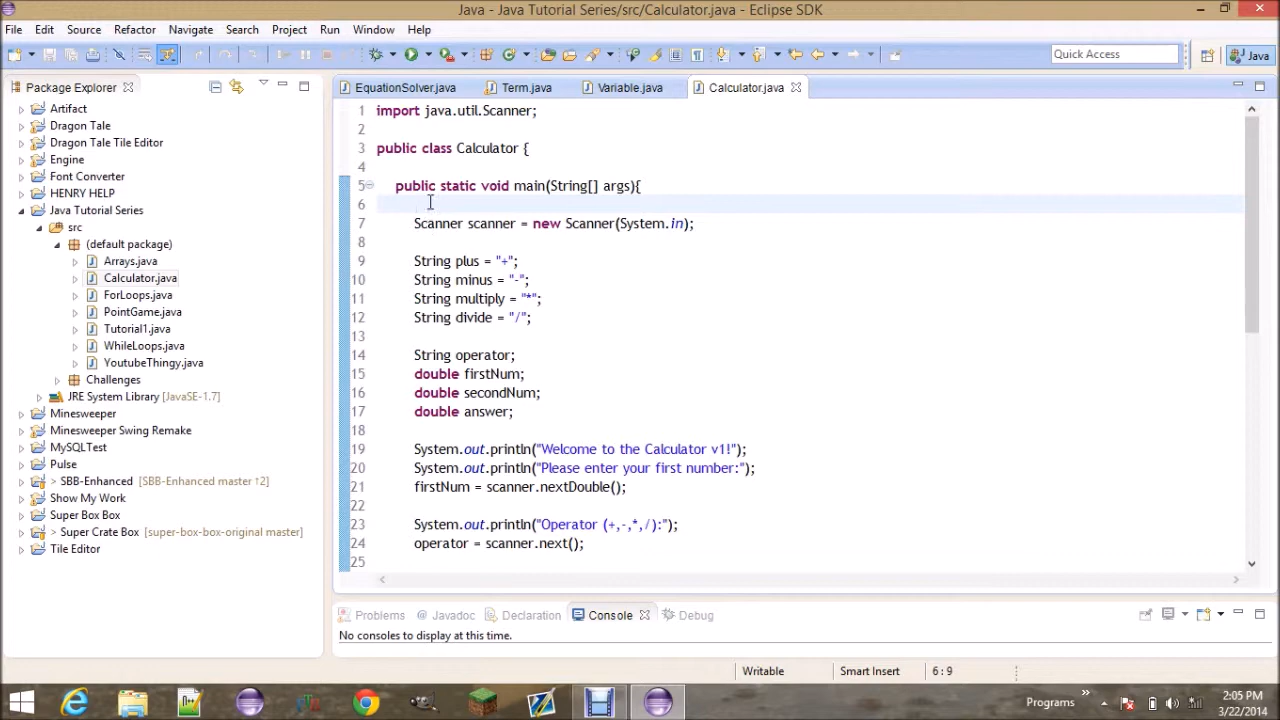 Java - Java Tutorial Series/src/Calculator.java - Eclipse SDK
File Edit Source Refactor Navigate Search Project Run Window Help
Quick Access
Java
Package Explorer
EquationSolver.java Term.java Variable.java Calculator.java
Artifact
Dragon Tale
Dragon Tale Tile Editor
Engine
Font Converter
HENRY HELP
Java Tutorial Series
src
(default package)
Arrays.java
Calculator.java
ForLoops.java
PointGame.java
Tutorial1.java
WhileLoops.java
YoutubeThingy.java
Challenges
JRE System Library [JavaSE-1.7]
Minesweeper
Minesweeper Swing Remake
MySQLTest
Pulse
> SBB-Enhanced [SBB-Enhanced master ↑2]
Show My Work
Super Box Box
> Super Crate Box [super-box-box-original master]
Tile Editor
1 import java.util.Scanner;
2
3 public class Calculator {
4
5 public static void main(String[] args){
6
7 Scanner scanner = new Scanner(System.in);
8
9 String plus = "+";
10 String minus = "-";
11 String multiply = "*";
12 String divide = "/";
13
14 String operator;
15 double firstNum;
16 double secondNum;
17 double answer;
18
19 System.out.println("Welcome to the Calculator v1!");
20 System.out.println("Please enter your first number:");
21 firstNum = scanner.nextDouble();
22
23 System.out.println("Operator (+,-,*,/):");
24 operator = scanner.next();
25
Problems @ Javadoc Declaration Console Debug
No consoles to display at this time.
Writable Smart Insert 6 : 9
Programs
2:05 PM
3/22/2014